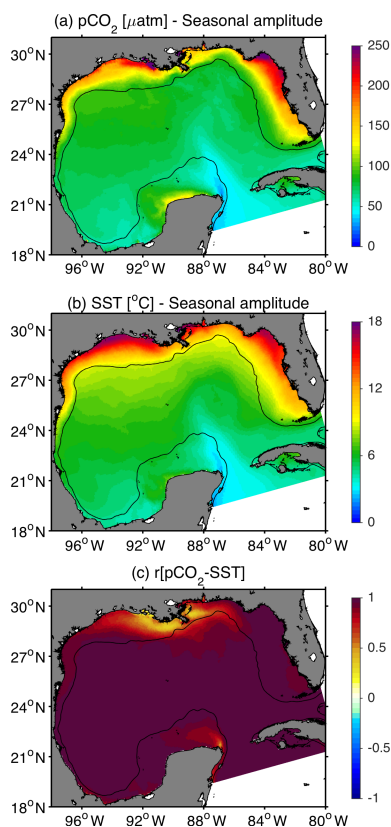 (a) pCO₂ [μatm] - Seasonal amplitude
30°N
27°N
24°N
21°N
18°N
96°W 92°W 88°W 84°W 80°W
250
200
150
100
50
0
(b) SST [°C] - Seasonal amplitude
30°N
27°N
24°N
21°N
18°N
96°W 92°W 88°W 84°W 80°W
18
12
6
0
(c) r[pCO₂-SST]
30°N
27°N
24°N
21°N
18°N
96°W 92°W 88°W 84°W 80°W
1
0.5
0
-0.5
-1